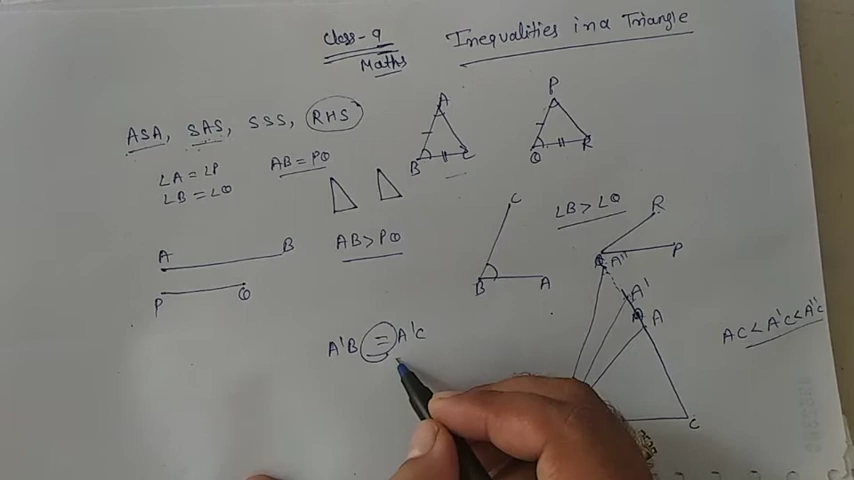 Class-9
Maths
Inequalities in a Triangle
ASA, SAS, SSS, RHS
∠A = ∠P
∠B = ∠Q
AB = PQ
A
B
C
P
Q
R
A
B
P
Q
AB > PQ
C
B
A
∠B > ∠Q
R
P
A''
A'
A
C
AC < A'C < A''C
A'B = A'C